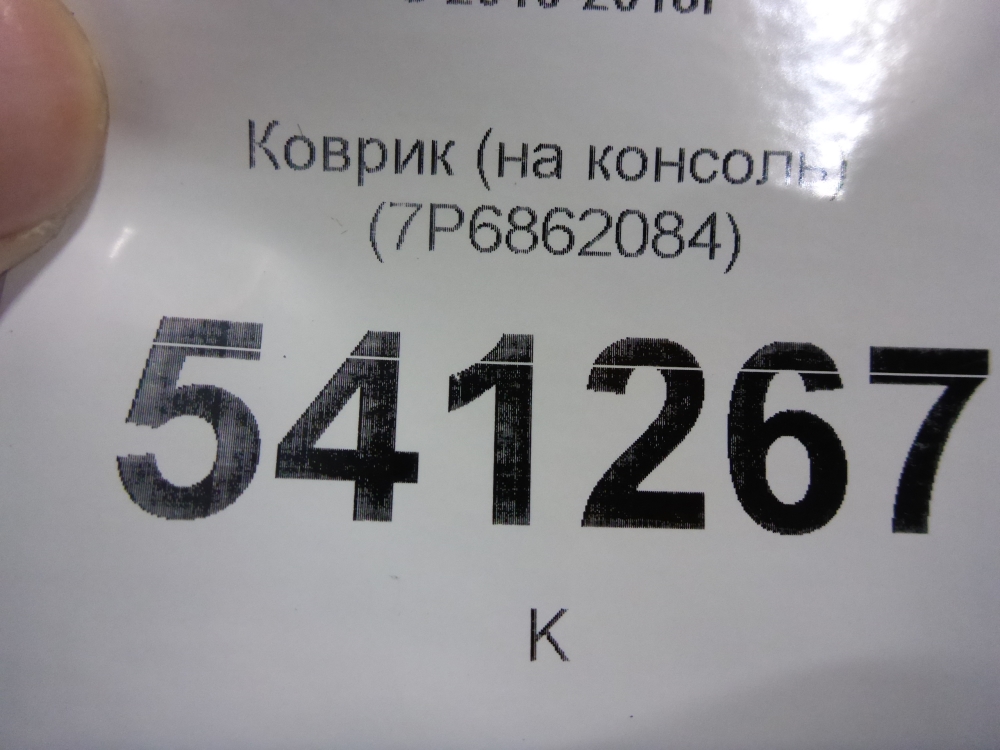 Коврик (на консоль)
(7P6862084)
541267
К